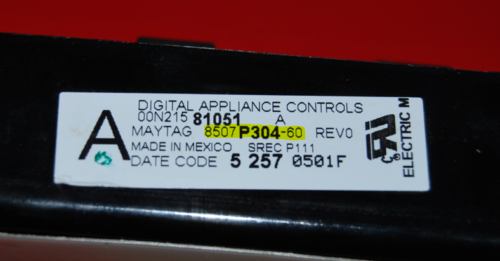 A
DIGITAL APPLIANCE CONTROLS
00N215 81051 A
MAYTAG 8507P304-60 REV0
MADE IN MEXICO SREC P111
DATE CODE 5 257 0501F
ELECTRIC M